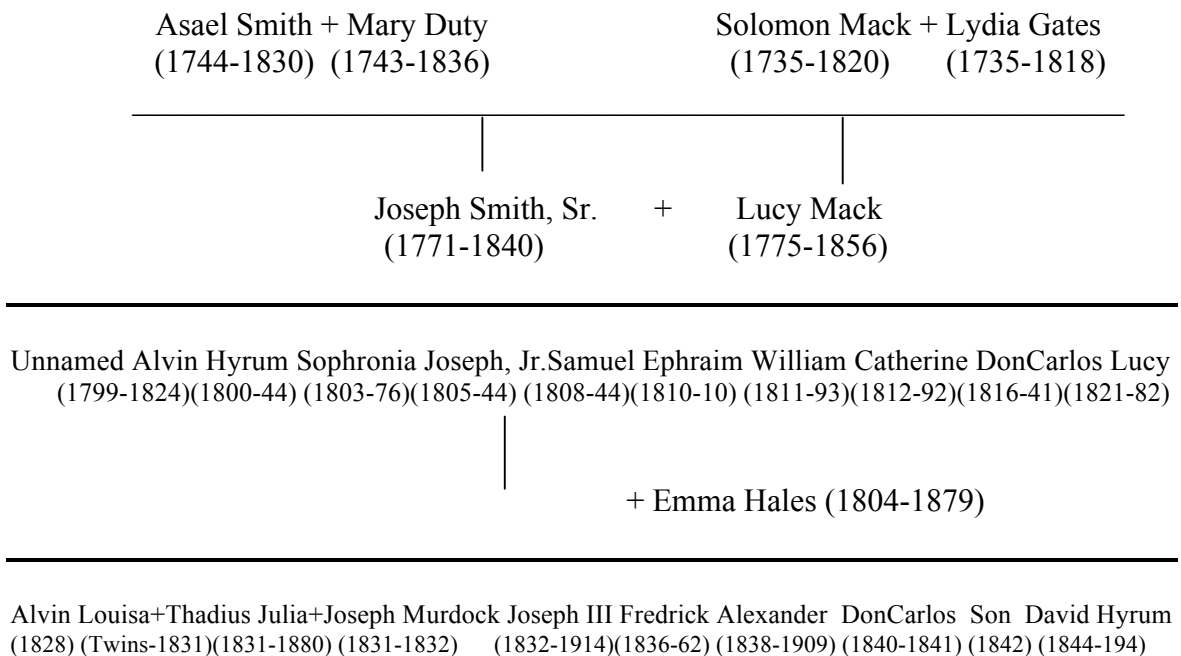 Asael Smith + Mary Duty Solomon Mack + Lydia Gates
(1744-1830) (1743-1836) (1735-1820) (1735-1818)
Joseph Smith, Sr. + Lucy Mack
(1771-1840) (1775-1856)
Unnamed Alvin Hyrum Sophronia Joseph, Jr.Samuel Ephraim William Catherine DonCarlos Lucy
(1799-1824)(1800-44) (1803-76)(1805-44) (1808-44)(1810-10) (1811-93)(1812-92)(1816-41)(1821-82)
+ Emma Hales (1804-1879)
Alvin Louisa+Thadius Julia+Joseph Murdock Joseph III Fredrick Alexander DonCarlos Son David Hyrum
(1828) (Twins-1831)(1831-1880) (1831-1832) (1832-1914)(1836-62) (1838-1909) (1840-1841) (1842) (1844-194)